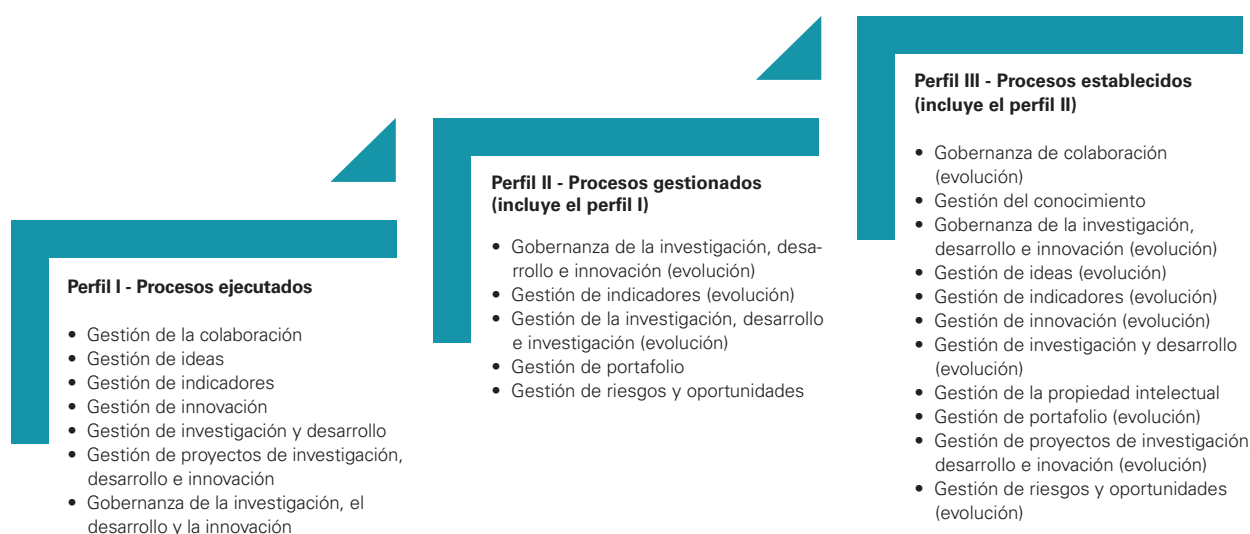 Perfil I - Procesos ejecutados
• Gestión de la colaboración
• Gestión de ideas
• Gestión de indicadores
• Gestión de innovación
• Gestión de investigación y desarrollo
• Gestión de proyectos de investigación,
desarrollo e innovación
• Gobernanza de la investigación, el
desarrollo y la innovación
Perfil II - Procesos gestionados
(incluye el perfil I)
• Gobernanza de la investigación, desa-
rrollo e innovación (evolución)
• Gestión de indicadores (evolución)
• Gestión de la investigación, desarrollo
e investigación (evolución)
• Gestión de portafolio
• Gestión de riesgos y oportunidades
Perfil III - Procesos establecidos
(incluye el perfil II)
• Gobernanza de colaboración
(evolución)
• Gestión del conocimiento
• Gobernanza de la investigación,
desarrollo e innovación (evolución)
• Gestión de ideas (evolución)
• Gestión de indicadores (evolución)
• Gestión de innovación (evolución)
• Gestión de investigación y desarrollo
(evolución)
• Gestión de la propiedad intelectual
• Gestión de portafolio (evolución)
• Gestión de proyectos de investigación
desarrollo e inovación (evolución)
• Gestión de riesgos y oportunidades
(evolución)